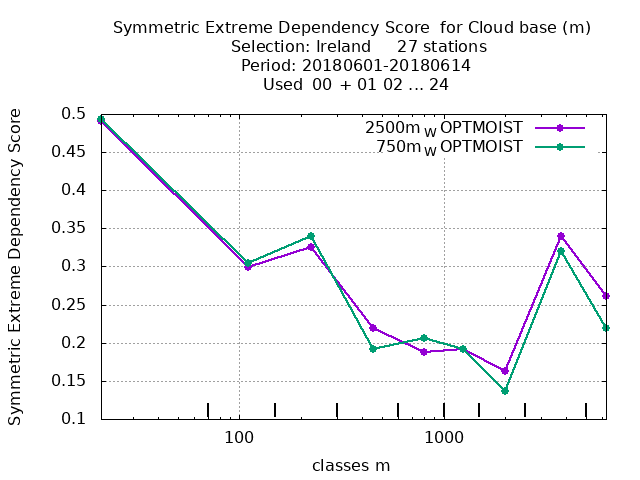 Symmetric Extreme Dependency Score for Cloud base (m)
Selection: Ireland 27 stations
Period: 20180601-20180614
Used 00 + 01 02 ... 24
Symmetric Extreme Dependency Score
0.5
0.45
0.4
0.35
0.3
0.25
0.2
0.15
0.1
2500m W OPTMOIST
750m W OPTMOIST
100 1000
classes m